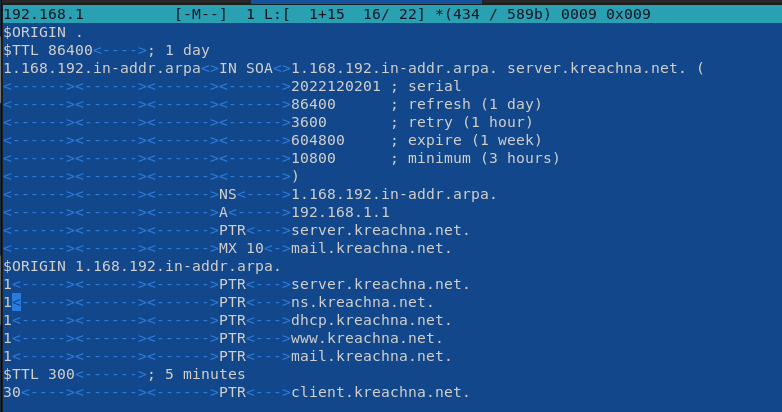 192.168.1          [-M--]  1 L:[  1+15  16/ 22] *(434 / 589b) 0009 0x009
$ORIGIN .
$TTL 86400<---->; 1 day
1.168.192.in-addr.arpa<>IN SOA<>1.168.192.in-addr.arpa. server.kreachna.net. (
<------><------><------><------>2022120201 ; serial
<------><------><------><------>86400      ; refresh (1 day)
<------><------><------><------>3600       ; retry (1 hour)
<------><------><------><------>604800     ; expire (1 week)
<------><------><------><------>10800      ; minimum (3 hours)
<------><------><------><------>)
<------><------><------>NS<---->1.168.192.in-addr.arpa.
<------><------><------>A<----->192.168.1.1
<------><------><------>PTR<--->server.kreachna.net.
<------><------><------>MX 10<->mail.kreachna.net.
$ORIGIN 1.168.192.in-addr.arpa.
1<-----><------><------>PTR<--->server.kreachna.net.
1<-----><------><------>PTR<--->ns.kreachna.net.
1<-----><------><------>PTR<--->dhcp.kreachna.net.
1<-----><------><------>PTR<--->www.kreachna.net.
1<-----><------><------>PTR<--->mail.kreachna.net.
$TTL 300<------>; 5 minutes
30<----><------><------>PTR<--->client.kreachna.net.